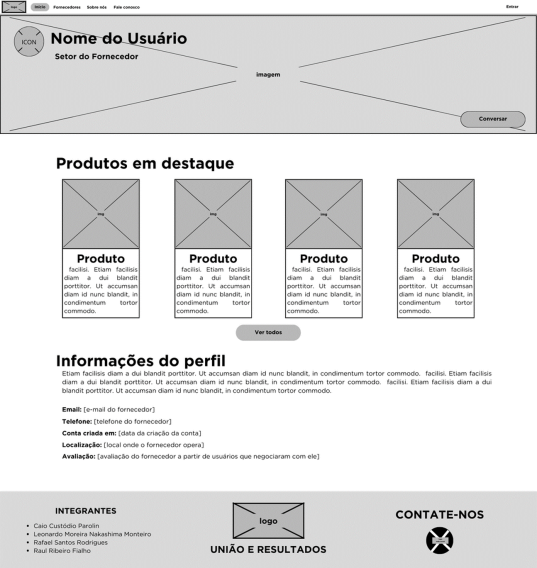 logo Início Fornecedores Sobre nós Fale conosco Entrar
ICON
Nome do Usuário
Setor do Fornecedor
imagem
Conversar
Produtos em destaque
img img img img
Produto
facilisi. Etiam facilisis
diam a dui blandit
porttitor. Ut accumsan
diam id nunc blandit, in
condimentum tortor
commodo.
Produto
facilisi. Etiam facilisis
diam a dui blandit
porttitor. Ut accumsan
diam id nunc blandit, in
condimentum tortor
commodo.
Produto
facilisi. Etiam facilisis
diam a dui blandit
porttitor. Ut accumsan
diam id nunc blandit, in
condimentum tortor
commodo.
Produto
facilisi. Etiam facilisis
diam a dui blandit
porttitor. Ut accumsan
diam id nunc blandit, in
condimentum tortor
commodo.
Ver todos
Informações do perfil
Etiam facilisis diam a dui blandit porttitor. Ut accumsan diam id nunc blandit, in condimentum tortor commodo. facilisi. Etiam facilisis
diam a dui blandit porttitor. Ut accumsan diam id nunc blandit, in condimentum tortor commodo. facilisi. Etiam facilisis diam a dui
blandit porttitor. Ut accumsan diam id nunc blandit, in condimentum tortor commodo.
Email: [e-mail do fornecedor]
Telefone: [telefone do fornecedor]
Conta criada em: [data da criação da conta]
Localização: [local onde o fornecedor opera]
Avaliação: [avaliação do fornecedor a partir de usuários que negociaram com ele]
INTEGRANTES
• Caio Custódio Parolin
• Leonardo Moreira Nakashima Monteiro
• Rafael Santos Rodrigues
• Raul Ribeiro Fialho
logo
UNIÃO E RESULTADOS
CONTATE-NOS